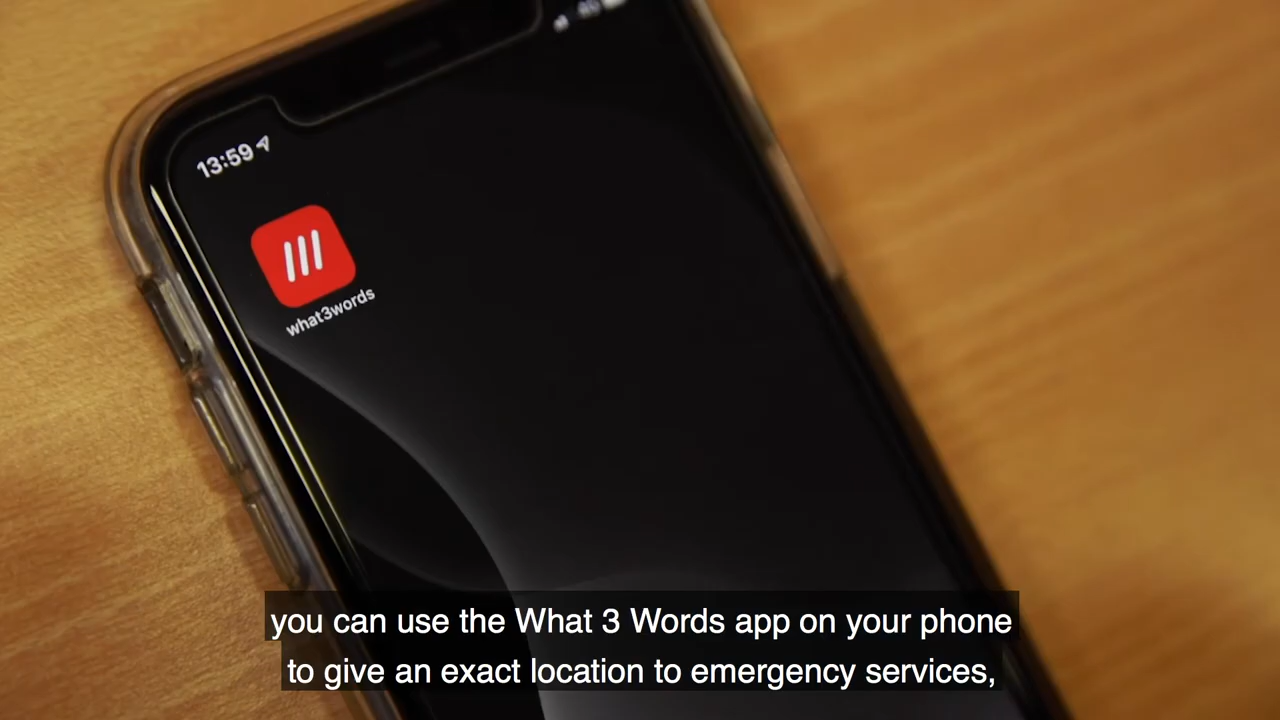 13:59
what3words
you can use the What 3 Words app on your phone
to give an exact location to emergency services,